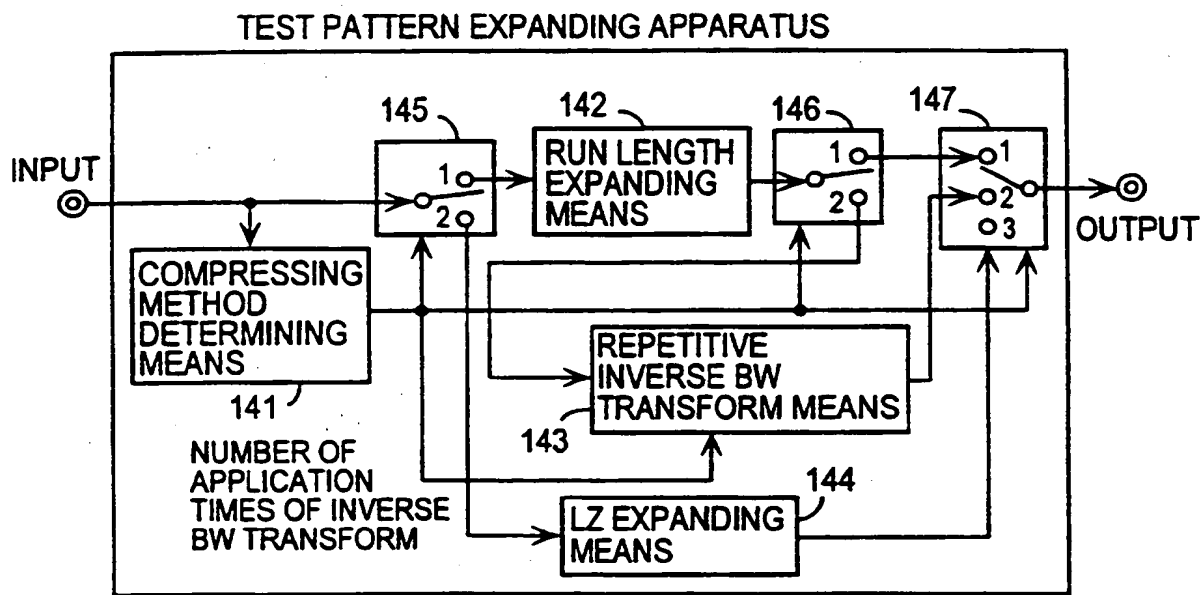 TEST PATTERN EXPANDING APPARATUS
145
142
146
147
INPUT
1
2
RUN LENGTH
EXPANDING
MEANS
1
2
1
2
3
OUTPUT
COMPRESSING
METHOD
DETERMINING
MEANS
141
REPETITIVE
INVERSE BW
TRANSFORM MEANS
143
NUMBER OF
APPLICATION
TIMES OF INVERSE
BW TRANSFORM
LZ EXPANDING
MEANS
144